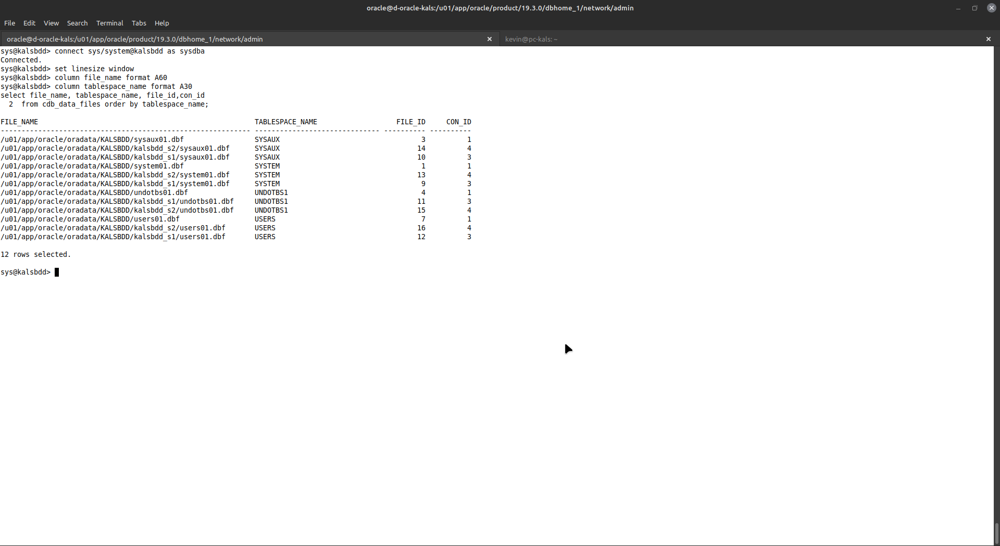 oracle@d-oracle-kals:/u01/app/oracle/product/19.3.0/dbhome_1/network/admin
File Edit View Search Terminal Tabs Help
oracle@d-oracle-kals:/u01/app/oracle/product/19.3.0/dbhome_1/network/admin
kevin@pc-kals: ~
sys@kalsbdd> connect sys/system@kalsbdd as sysdba
Connected.
sys@kalsbdd> set linesize window
sys@kalsbdd> column file_name format A60
sys@kalsbdd> column tablespace_name format A30
select file_name, tablespace_name, file_id,con_id
  2  from cdb_data_files order by tablespace_name;
FILE_NAME                                                    TABLESPACE_NAME                   FILE_ID     CON_ID
------------------------------------------------------------ ------------------------------ ---------- ----------
/u01/app/oracle/oradata/KALSBDD/sysaux01.dbf                 SYSAUX                                  3          1
/u01/app/oracle/oradata/KALSBDD/kalsbdd_s2/sysaux01.dbf      SYSAUX                                 14          4
/u01/app/oracle/oradata/KALSBDD/kalsbdd_s1/sysaux01.dbf      SYSAUX                                 10          3
/u01/app/oracle/oradata/KALSBDD/system01.dbf                 SYSTEM                                  1          1
/u01/app/oracle/oradata/KALSBDD/kalsbdd_s2/system01.dbf      SYSTEM                                 13          4
/u01/app/oracle/oradata/KALSBDD/kalsbdd_s1/system01.dbf      SYSTEM                                  9          3
/u01/app/oracle/oradata/KALSBDD/undotbs01.dbf                UNDOTBS1                                4          1
/u01/app/oracle/oradata/KALSBDD/kalsbdd_s1/undotbs01.dbf     UNDOTBS1                               11          3
/u01/app/oracle/oradata/KALSBDD/kalsbdd_s2/undotbs01.dbf     UNDOTBS1                               15          4
/u01/app/oracle/oradata/KALSBDD/users01.dbf                  USERS                                   7          1
/u01/app/oracle/oradata/KALSBDD/kalsbdd_s2/users01.dbf       USERS                                  16          4
/u01/app/oracle/oradata/KALSBDD/kalsbdd_s1/users01.dbf       USERS                                  12          3
12 rows selected.
sys@kalsbdd>